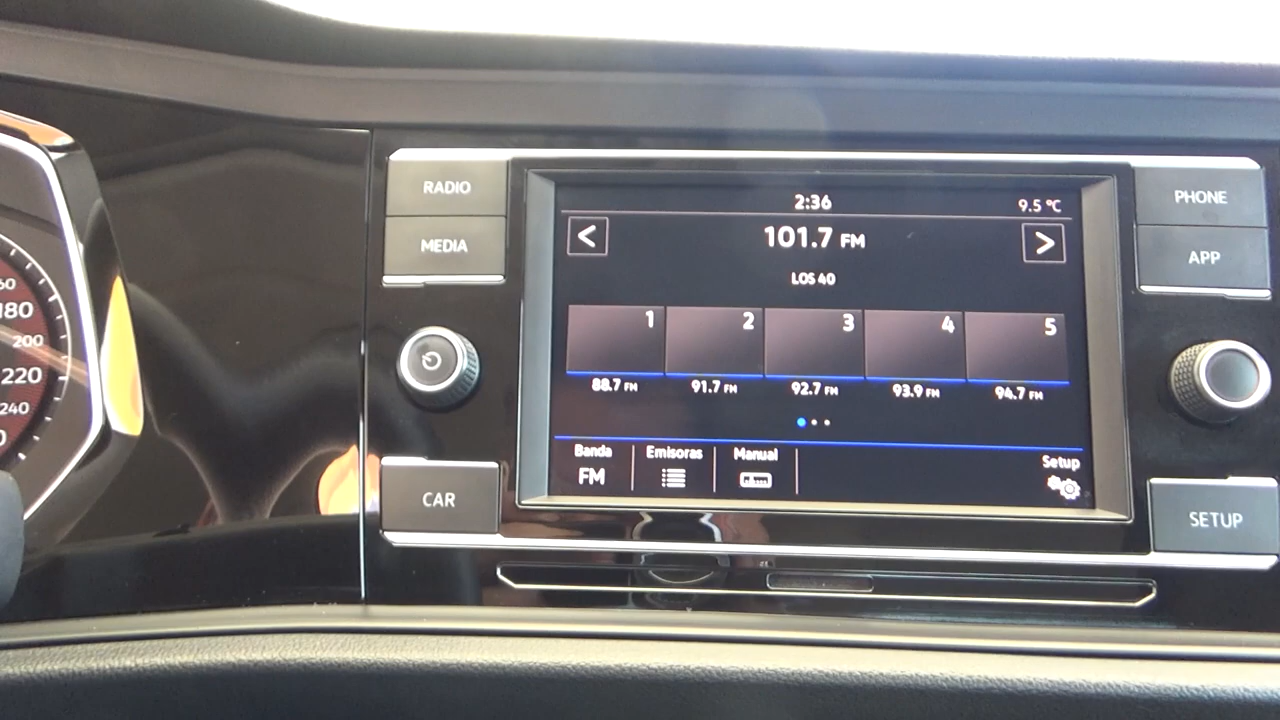 RADIO
MEDIA
CAR
PHONE
APP
SETUP
2:36
9.5 °C
<
101.7 FM
>
LOS 40
1 2 3 4 5
88.7 FM 91.7 FM 92.7 FM 93.9 FM 94.7 FM
Banda Emisoras Manual Setup
FM
180
200
220
240